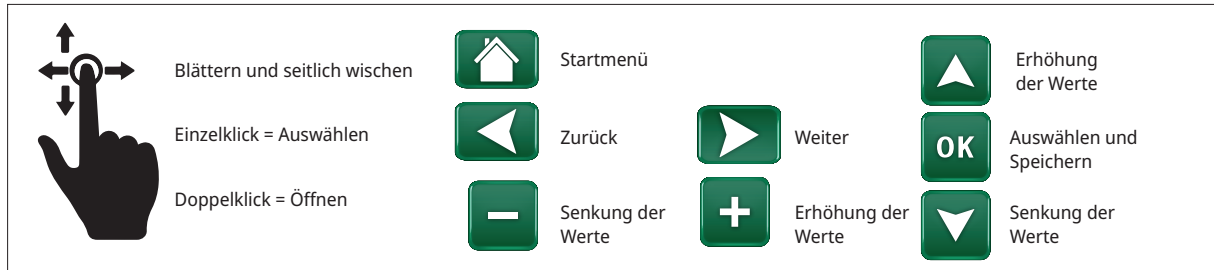 Blättern und seitlich wischen
Einzelklick = Auswählen
Doppelklick = Öffnen
Startmenü
Zurück
Senkung der
Werte
Weiter
Erhöhung der
Werte
Erhöhung
der Werte
OK
Auswählen und
Speichern
Senkung der
Werte